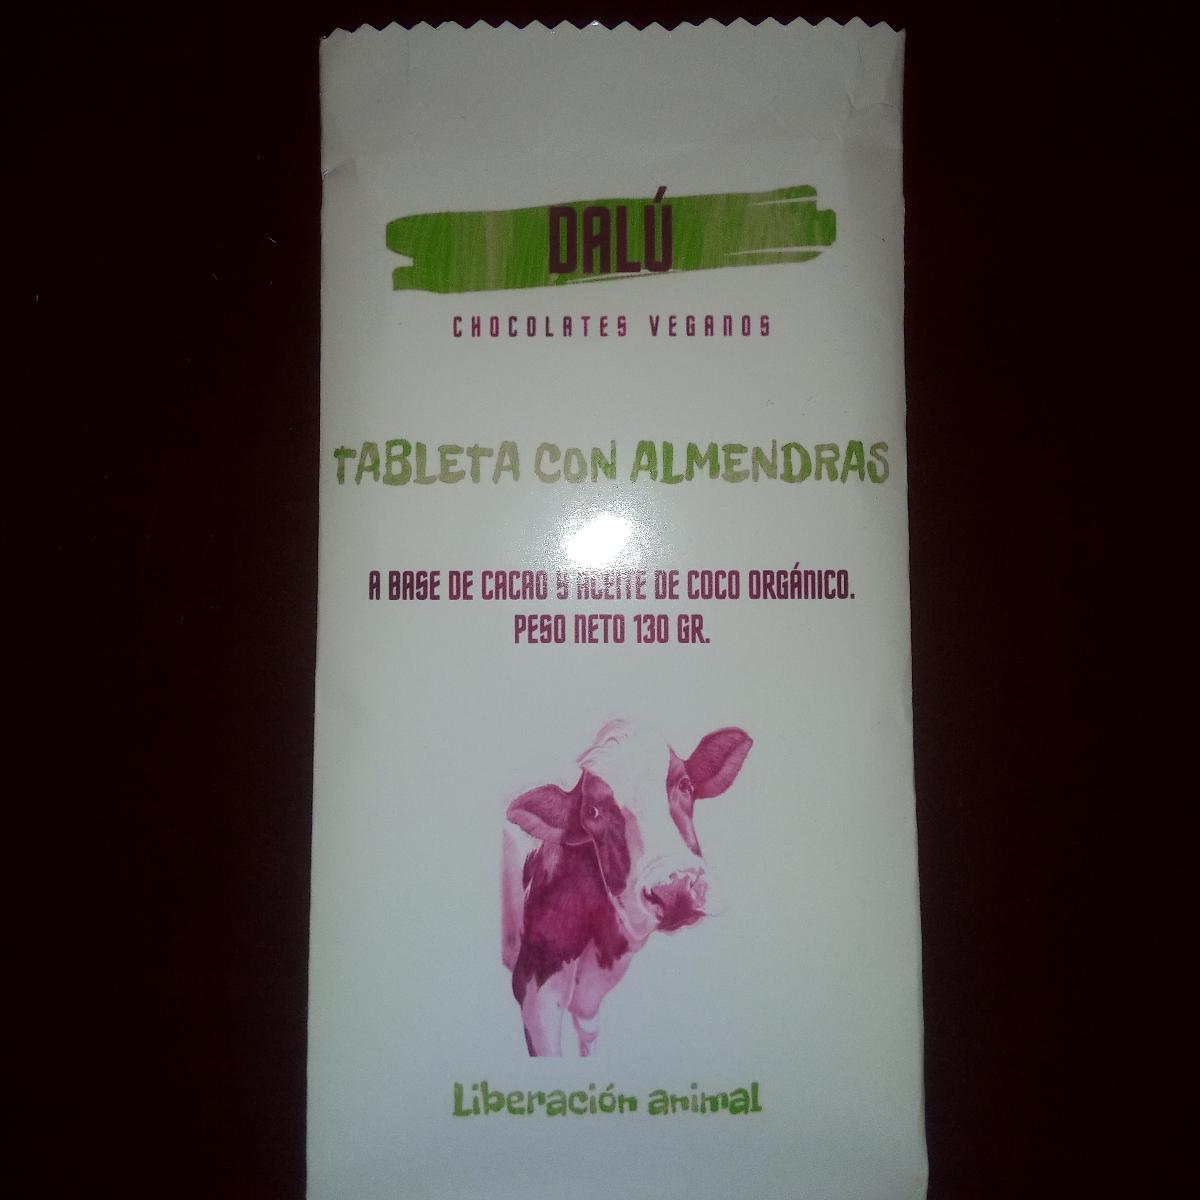 DALÚ
CHOCOLATES VEGANOS
TABLETA CON ALMENDRAS
A BASE DE CACAO Y ACEITE DE COCO ORGÁNICO.
PESO NETO 130 GR.
Liberación animal